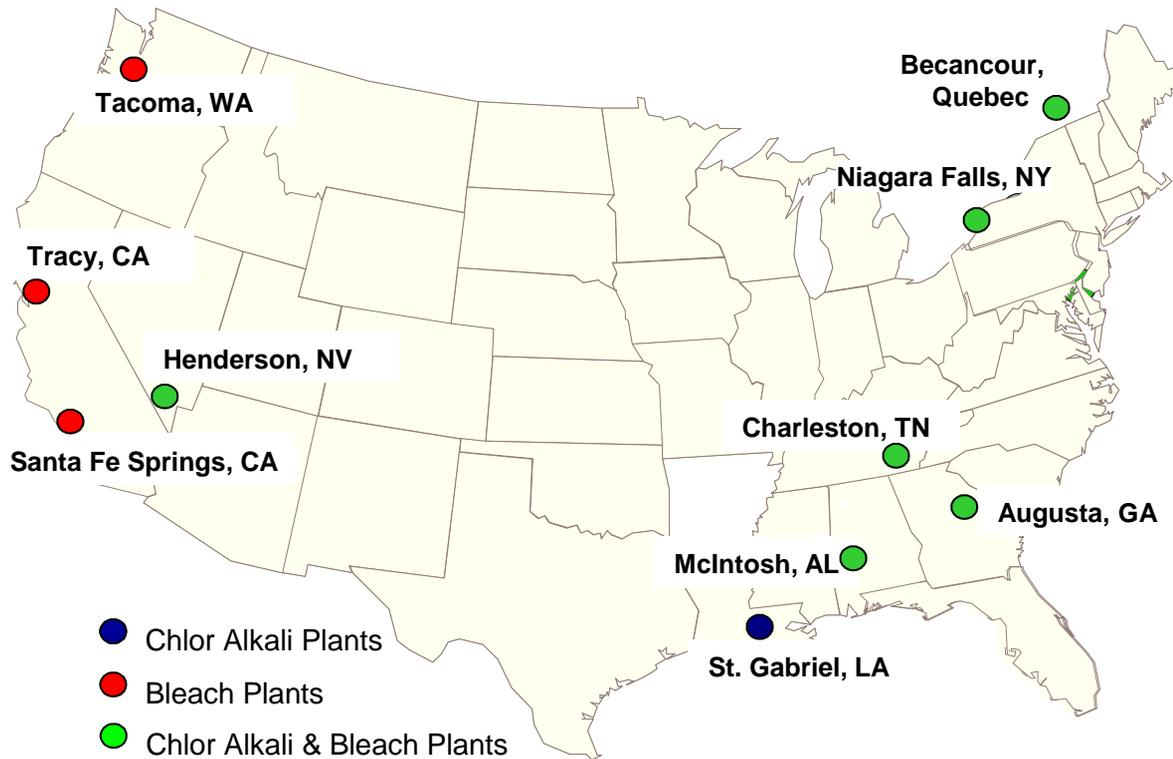 Becancour,
Quebec
Tacoma, WA
Niagara Falls, NY
Tracy, CA
Henderson, NV
Charleston, TN
Santa Fe Springs, CA
Augusta, GA
McIntosh, AL
St. Gabriel, LA
Chlor Alkali Plants
Bleach Plants
Chlor Alkali & Bleach Plants